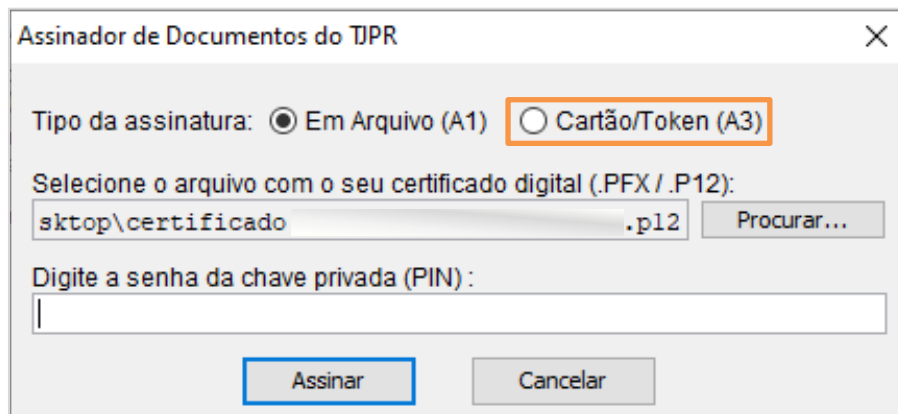 Assinador de Documentos do TJPR
Tipo da assinatura: Em Arquivo (A1) Cartão/Token (A3)
Selecione o arquivo com o seu certificado digital (.PFX / .P12):
sktop\certificado .p12 Procurar...
Digite a senha da chave privada (PIN) :
Assinar Cancelar